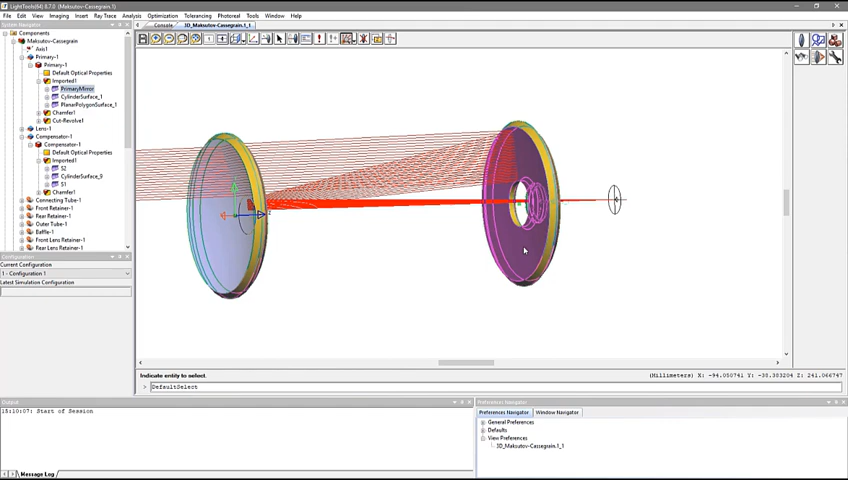 LightTools(64) 8.7.0 - [3D_Maksutov-Cassegrain.1_1]
File Edit View Imaging Insert Ray Trace Analysis Optimization Tolerancing Photoreal Tools Window Help
System Navigator
Console
3D_Maksutov-Cassegrain.1_1
Components
Maksutov-Cassegrain
Axis1
Primary-1
Primary-1
Default Optical Properties
Imported1
PrimaryMirror
CylinderSurface_1
PlanarPolygonSurface_1
Chamfer1
Cut-Revolve1
Lens-1
Compensator-1
Compensator-1
Default Optical Properties
Imported1
S2
CylinderSurface_9
S1
Chamfer1
Connecting Tube-1
Front Retainer-1
Rear Retainer-1
Outer Tube-1
Baffle-1
Front Lens Retainer-1
Rear Lens Retainer-1
Configuration
Current Configuration
1 - Configuration 1
Latest Simulation Configuration
Indicate entity to select.
(Millimeters) X: -94.050741 Y: -38.383204 Z: 241.066747
> DefaultSelect
Output
15:10:07: Start of Session
Message Log
Preferences Navigator
Preferences Navigator
Window Navigator
General Preferences
Defaults
View Preferences
3D_Maksutov-Cassegrain.1_1